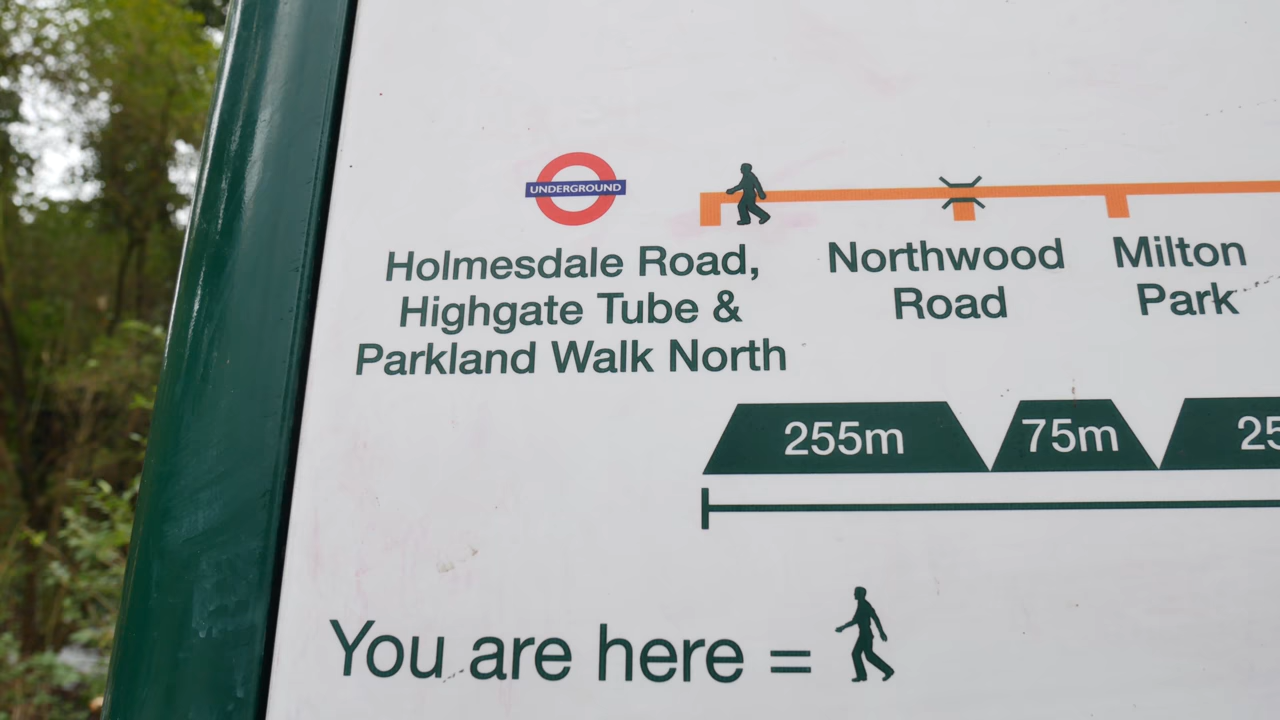 UNDERGROUND
Holmesdale Road,
Highgate Tube &
Parkland Walk North
Northwood
Road
Milton
Park
255m
75m
25
You are here =